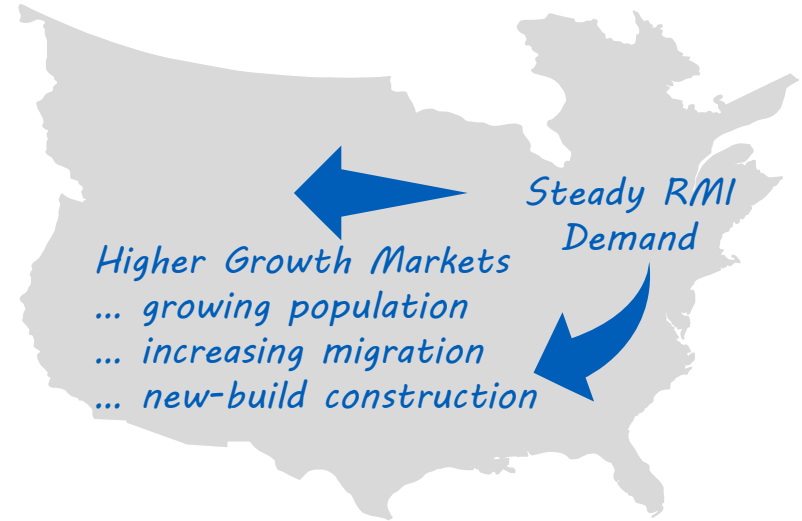 Steady RMI
Demand
Higher Growth Markets
... growing population
... increasing migration
... new-build construction